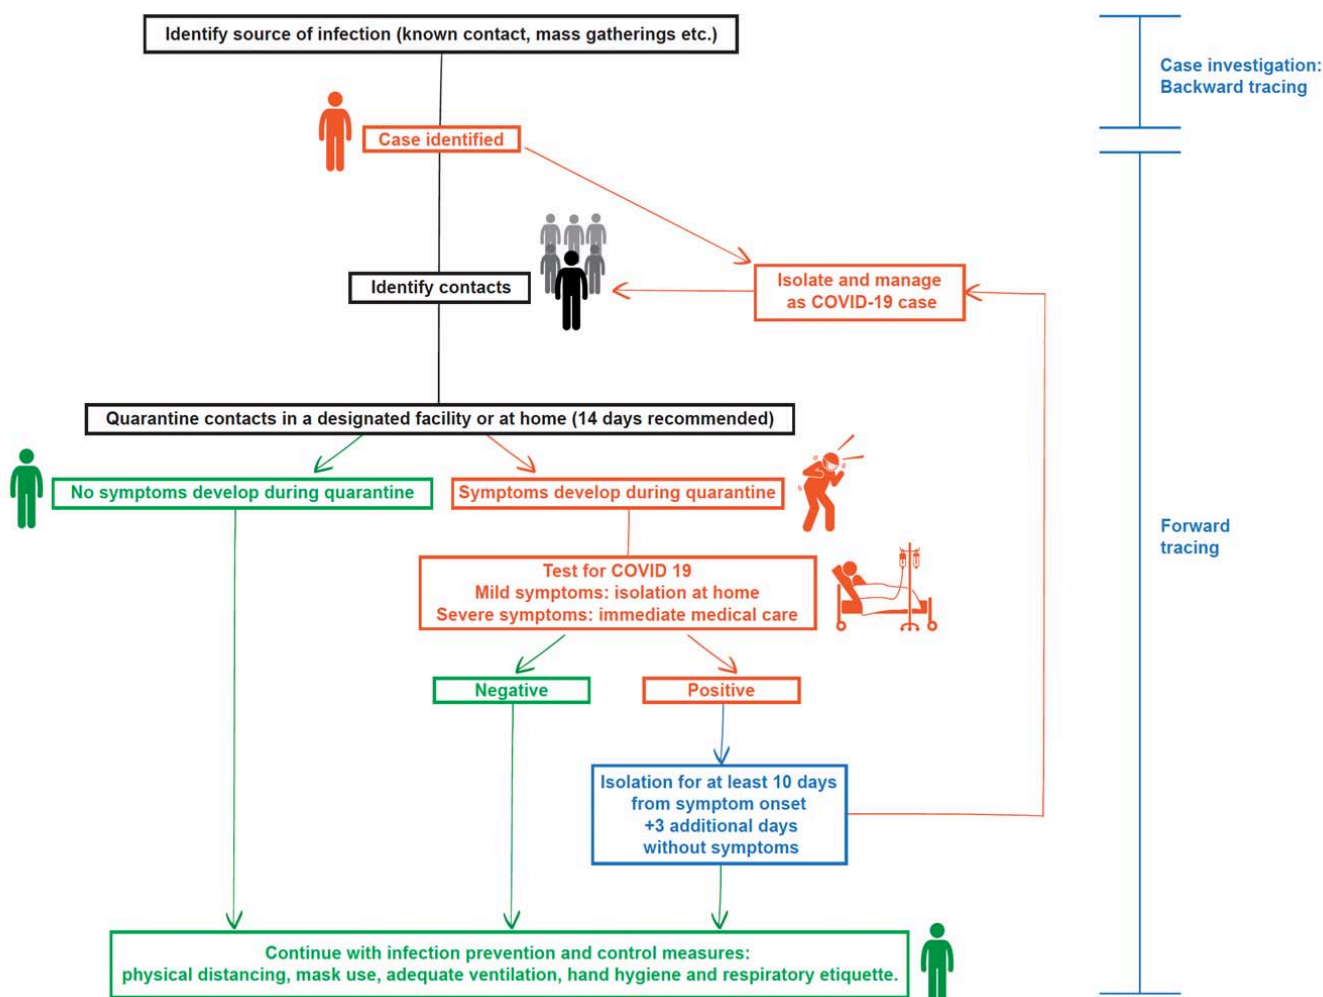 Identify source of infection (known contact, mass gatherings etc.)
Case investigation:
Backward tracing
Case identified
Identify contacts
Isolate and manage
as COVID-19 case
Quarantine contacts in a designated facility or at home (14 days recommended)
No symptoms develop during quarantine
Symptoms develop during quarantine
Forward
tracing
Test for COVID 19
Mild symptoms: isolation at home
Severe symptoms: immediate medical care
Negative
Positive
Isolation for at least 10 days
from symptom onset
+3 additional days
without symptoms
Continue with infection prevention and control measures:
physical distancing, mask use, adequate ventilation, hand hygiene and respiratory etiquette.